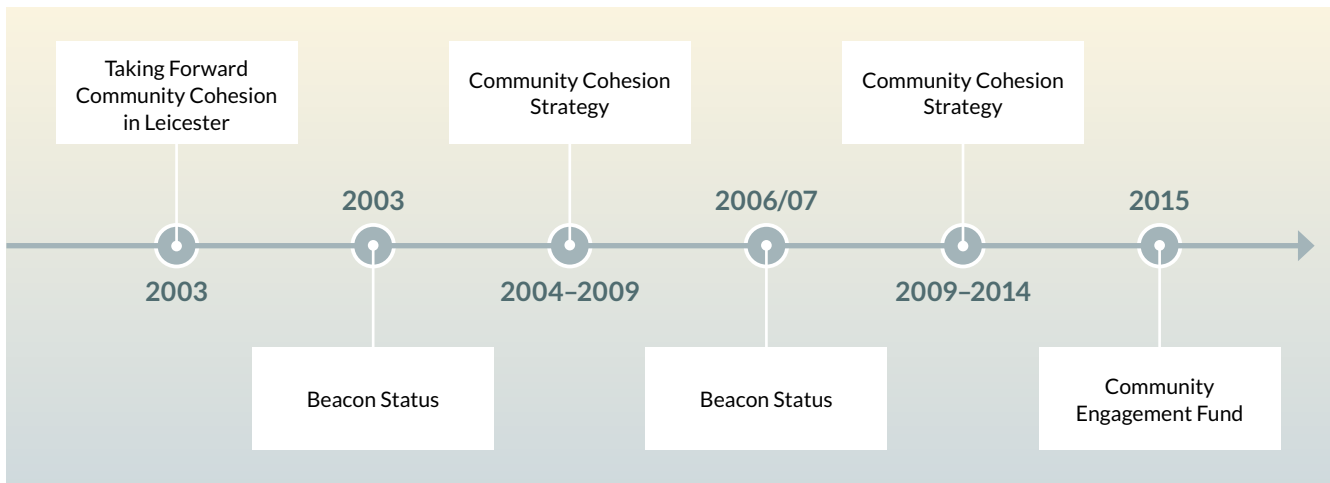 Taking Forward
Community Cohesion
in Leicester
2003
2003
Beacon Status
Community Cohesion
Strategy
2004–2009
2006/07
Beacon Status
Community Cohesion
Strategy
2009–2014
2015
Community
Engagement Fund